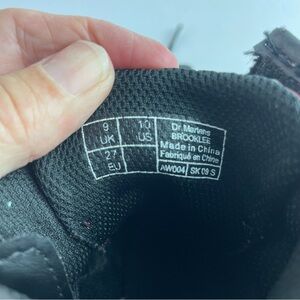 9 UK
10 US
27 EU
Dr. Martens
BROOKLEE
Made in China
Fabriqué en Chine
AW004 SK 09 S